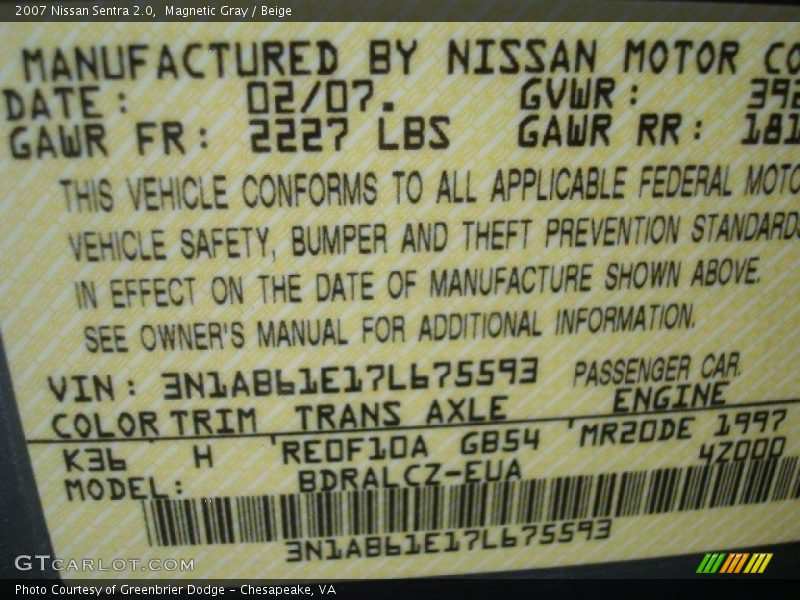 2007 Nissan Sentra 2.0,  Magnetic Gray / Beige
MANUFACTURED BY NISSAN MOTOR CO
DATE: 02/07. GVWR: 392
GAWR FR: 2227 LBS GAWR RR: 181
THIS VEHICLE CONFORMS TO ALL APPLICABLE FEDERAL MOTO
VEHICLE SAFETY, BUMPER AND THEFT PREVENTION STANDARDS
IN EFFECT ON THE DATE OF MANUFACTURE SHOWN ABOVE.
SEE OWNER'S MANUAL FOR ADDITIONAL INFORMATION.
VIN: 3N1AB61E17L675593 PASSENGER CAR.
COLOR TRIM TRANS AXLE ENGINE
K36 H RE0F10A GB54 MR20DE 1997
4Z000
MODEL: BDRALCZ-EUA
3N1AB61E17L675593
GTCARLOT.COM
Photo Courtesy of Greenbrier Dodge - Chesapeake, VA